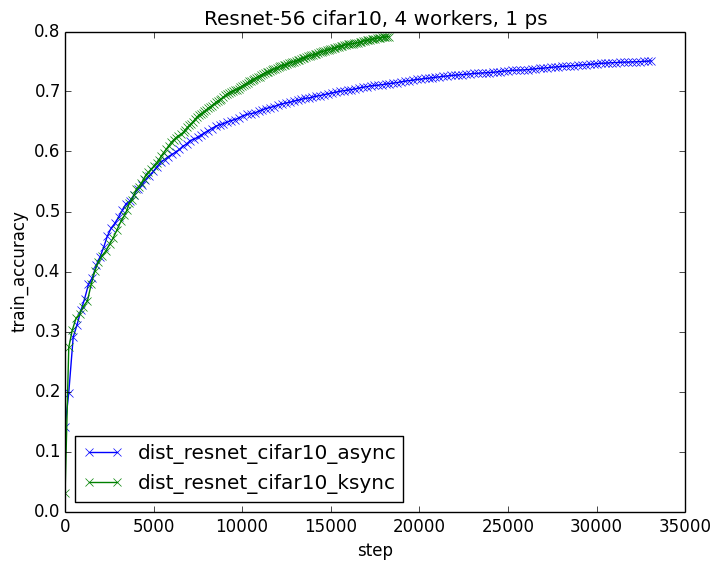 Resnet-56 cifar10, 4 workers, 1 ps
0.8
0.7
0.6
0.5
0.4
0.3
0.2
0.1
0.0
train_accuracy
dist_resnet_cifar10_async
dist_resnet_cifar10_ksync
0 5000 10000 15000 20000 25000 30000 35000
step